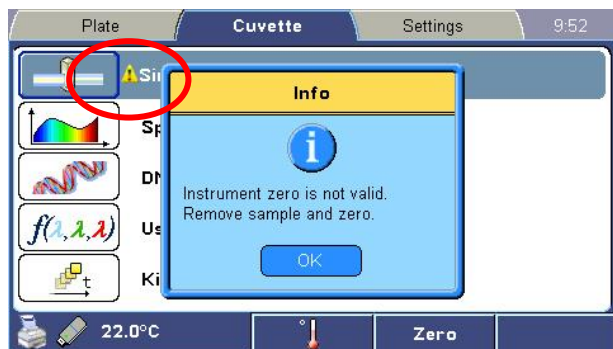 Plate Cuvette Settings 9:52
Si
Info
Sp
i
DN
Instrument zero is not valid.
Remove sample and zero.
f(λ,λ,λ) Us
OK
t Ki
22.0°C ° Zero